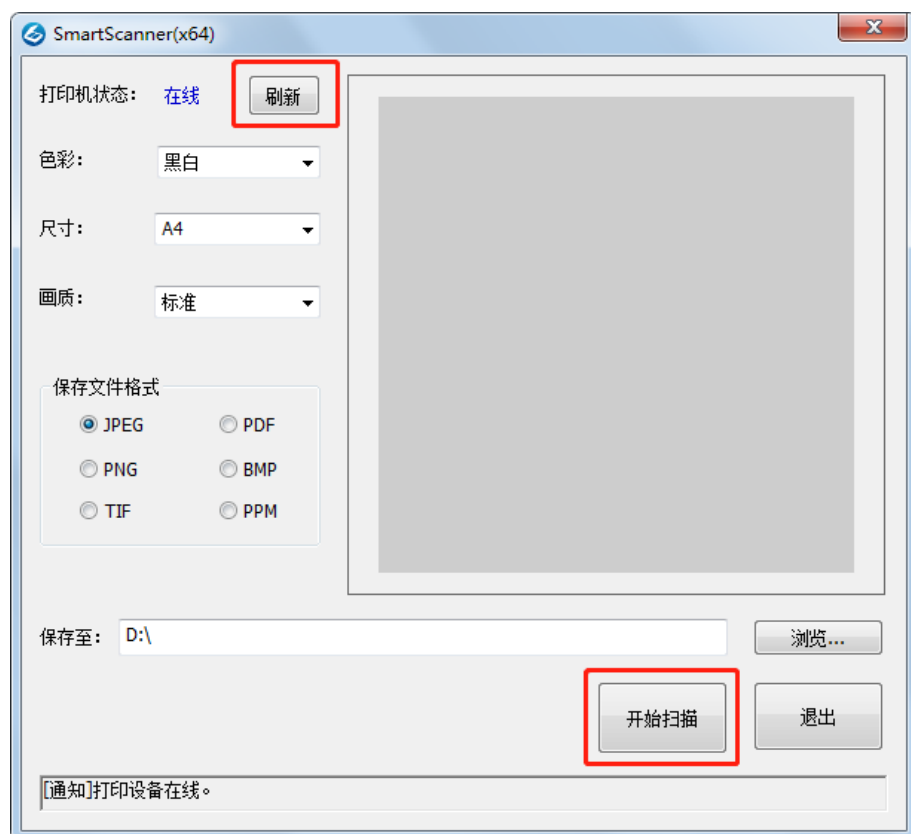 SmartScanner(x64)
打印机状态： 在线 刷新
色彩： 黑白
尺寸： A4
画质： 标准
保存文件格式
JPEG PDF
PNG BMP
TIF PPM
保存至： D:\ 浏览...
开始扫描 退出
[通知]打印设备在线。